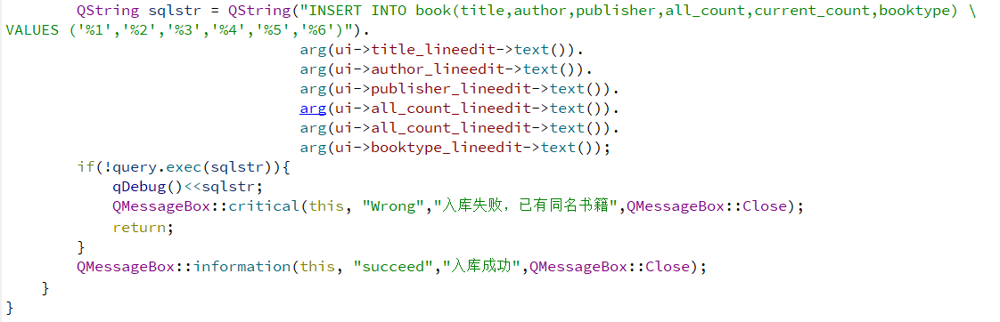 QString sqlstr = QString("INSERT INTO book(title,author,publisher,all_count,current_count,booktype) \
VALUES ('%1','%2','%3','%4','%5','%6')").
arg(ui->title_lineedit->text()).
arg(ui->author_lineedit->text()).
arg(ui->publisher_lineedit->text()).
arg(ui->all_count_lineedit->text()).
arg(ui->all_count_lineedit->text()).
arg(ui->booktype_lineedit->text());
if(!query.exec(sqlstr)){
qDebug()<<sqlstr;
QMessageBox::critical(this, "Wrong","入库失败，已有同名书籍",QMessageBox::Close);
return;
}
QMessageBox::information(this, "succeed","入库成功",QMessageBox::Close);
}
}